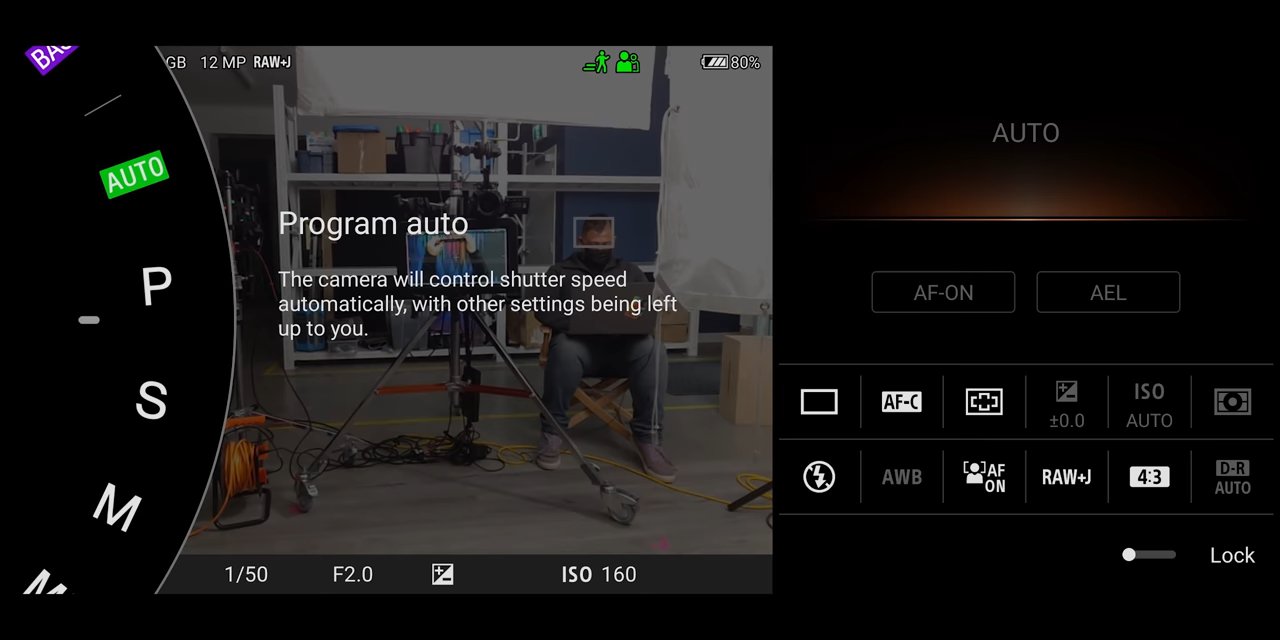 GB 12 MP RAW+J 80%
AUTO
P
S
M
Program auto
The camera will control shutter speed
automatically, with other settings being left
up to you.
1/50 F2.0 ISO 160
AUTO
AF-ON AEL
AF-C ±0.0 ISO AUTO
AWB AF ON RAW+J 4:3 D-R AUTO
Lock